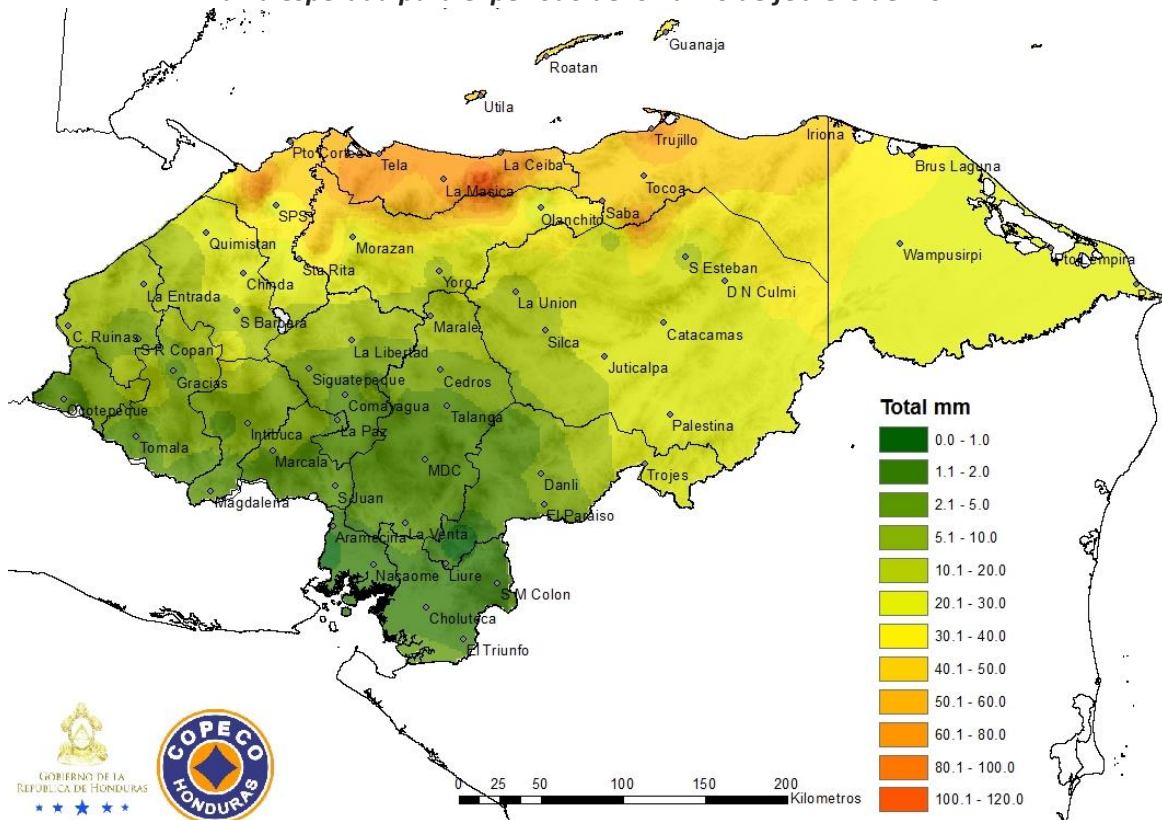 Guanaja
Roatan
Utila
Trujillo
Iriona
Pto Cortes
Tela
La Ceiba
Brus Laguna
La Masica
Tocoa
SPS
Olanchito
Saba
Quimistan
Morazan
Wampusirpi
Sta Rita
S Esteban
Chinda
Yoro
D N Culmi
La Entrada
La Union
S Barbara
Marale
Catacamas
C. Ruinas
Silca
S R Copan
La Libertad
Juticalpa
Gracias
Siguatepeque
Cedros
Ocotepeque
Comayagua
Talanga
Palestina
Tomala
Intibuca
La Paz
Marcala
MDC
Trojes
Danli
Magdalena
S Juan
El Paraiso
Aramecina
La Venta
Nacaome
Liure
S M Colon
Choluteca
El Triunfo
Total mm
0.0 - 1.0
1.1 - 2.0
2.1 - 5.0
5.1 - 10.0
10.1 - 20.0
20.1 - 30.0
30.1 - 40.0
40.1 - 50.0
50.1 - 60.0
60.1 - 80.0
80.1 - 100.0
100.1 - 120.0
GOBIERNO DE LA
REPÚBLICA DE HONDURAS
COPECO
HONDURAS
0 25 50 100 150 200
Kilometros